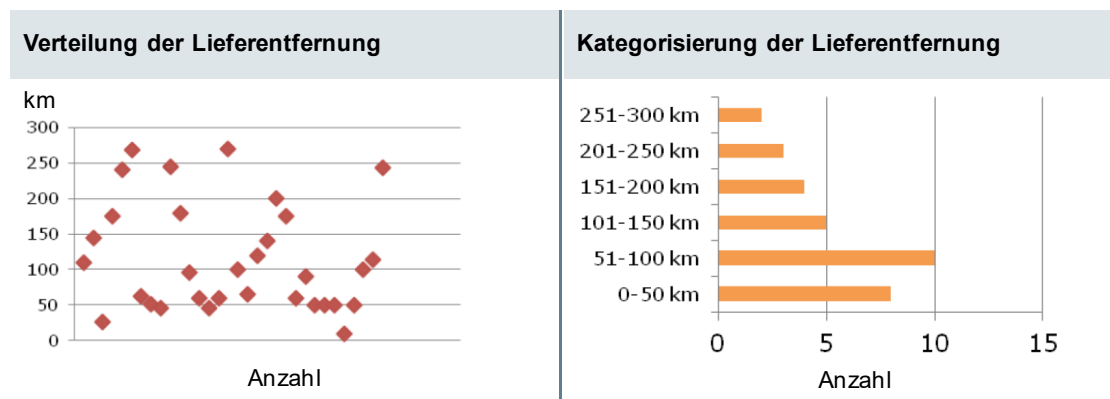 Verteilung der Lieferentfernung
km
300
250
200
150
100
50
0
Anzahl
Kategorisierung der Lieferentfernung
251-300 km
201-250 km
151-200 km
101-150 km
51-100 km
0-50 km
0 5 10 15
Anzahl